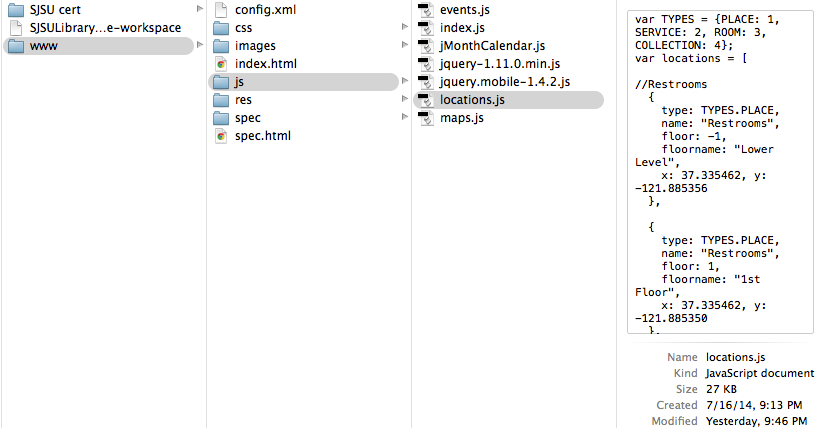 SJSU cert
SJSULibrary...e-workspace
www
config.xml
css
images
index.html
js
res
spec
spec.html
events.js
index.js
jMonthCalendar.js
jquery-1.11.0.min.js
jquery.mobile-1.4.2.js
locations.js
maps.js
var TYPES = {PLACE: 1,
SERVICE: 2, ROOM: 3,
COLLECTION: 4};
var locations = [
//Restrooms
{
type: TYPES.PLACE,
name: "Restrooms",
floor: -1,
floorname: "Lower
Level",
x: 37.335462, y:
-121.885356
},
{
type: TYPES.PLACE,
name: "Restrooms",
floor: 1,
floorname: "1st
Floor",
x: 37.335462, y:
-121.885350
},
Name locations.js
Kind JavaScript document
Size 27 KB
Created 7/16/14, 9:13 PM
Modified Yesterday, 9:46 PM